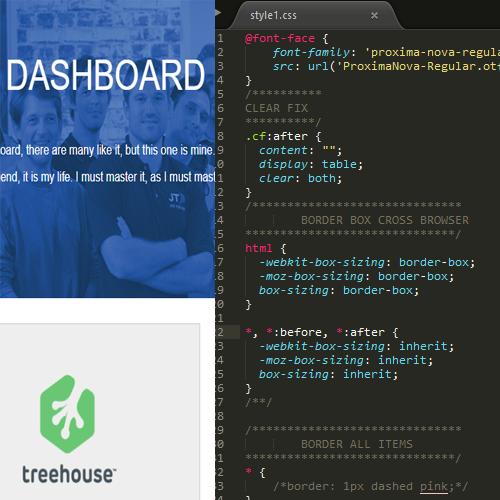 DASHBOARD
oard, there are many like it, but this one is mine.
end, it is my life. I must master it, as I must mast
JT
treehouse™
style1.css ×
1 @font-face {
2 font-family: 'proxima-nova-regula
3 src: url('ProximaNova-Regular.ot
4 }
5 /**********
6 CLEAR FIX
7 **********/
8 .cf:after {
9 content: "";
0 display: table;
1 clear: both;
2 }
3 /******************************
4 BORDER BOX CROSS BROWSER
5 ******************************/
6 html {
7 -webkit-box-sizing: border-box;
8 -moz-box-sizing: border-box;
9 box-sizing: border-box;
0 }
1
2 *, *:before, *:after {
3 -webkit-box-sizing: inherit;
4 -moz-box-sizing: inherit;
5 box-sizing: inherit;
6 }
7 /**/
8
9 /******************************
0 BORDER ALL ITEMS
1 ******************************/
2 * {
3 /*border: 1px dashed pink;*/